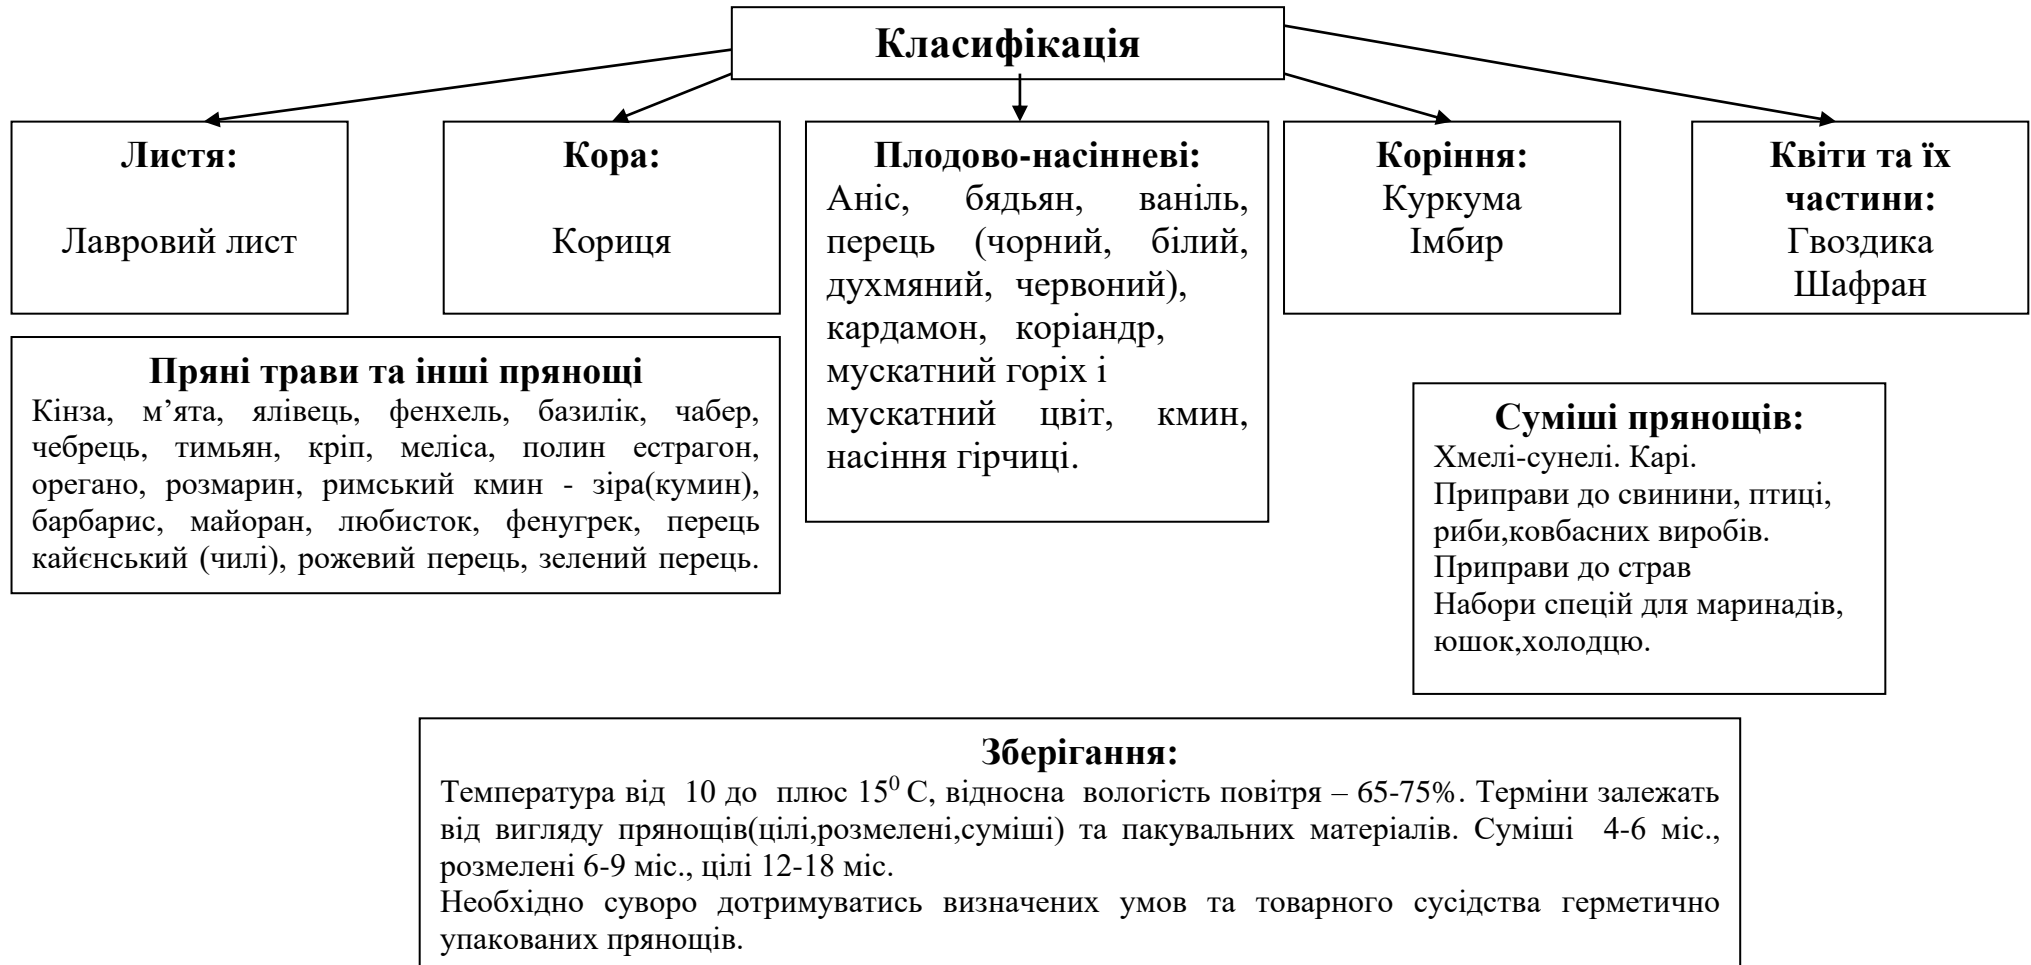 Класифікація
Листя:
Лавровий лист
Кора:
Кориця
Плодово-насінневі:
Аніс, бядьян, ваніль,
перець (чорний, білий,
духмяний, червоний),
кардамон, коріандр,
мускатний горіх і
мускатний цвіт, кмин,
насіння гірчиці.
Коріння:
Куркума
Імбир
Квіти та їх
частини:
Гвоздика
Шафран
Пряні трави та інші прянощі
Кінза, м’ята, ялівець, фенхель, базилік, чабер,
чебрець, тимьян, кріп, меліса, полин естрагон,
орегано, розмарин, римський кмин - зіра(кумин),
барбарис, майоран, любисток, фенугрек, перець
кайєнський (чилі), рожевий перець, зелений перець.
Суміші прянощів:
Хмелі-сунелі. Карі.
Приправи до свинини, птиці,
риби,ковбасних виробів.
Приправи до страв
Набори спецій для маринадів,
юшок,холодцю.
Зберігання:
Температура від 10 до плюс 15⁰ С, відносна вологість повітря – 65-75%. Терміни залежать
від вигляду прянощів(цілі,розмелені,суміші) та пакувальних матеріалів. Суміші 4-6 міс.,
розмелені 6-9 міс., цілі 12-18 міс.
Необхідно суворо дотримуватись визначених умов та товарного сусідства герметично
упакованих прянощів.